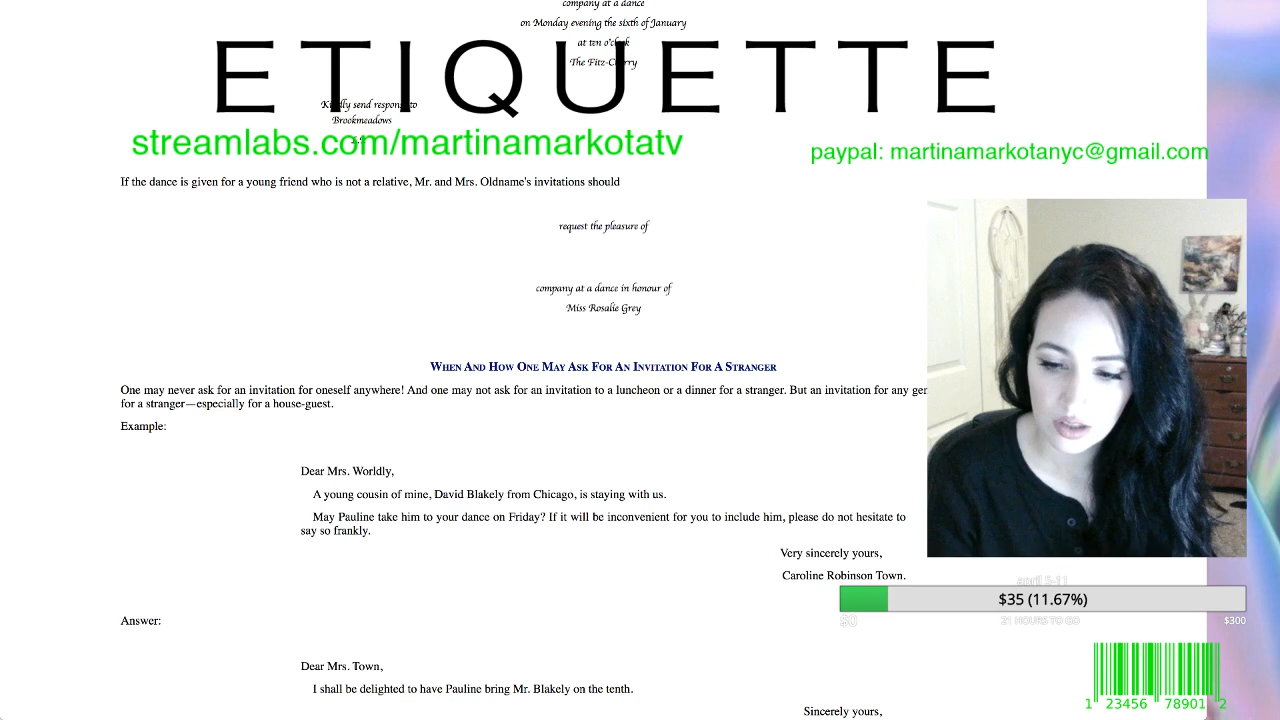 company at a dance
on Monday evening the sixth of January
at ten o'clock
The Fitz-Cherry
ETIQUETTE
Kindly send response to
Brookmeadows
streamlabs.com/martinamarkotatv
paypal: martinamarkotanyc@gmail.com
If the dance is given for a young friend who is not a relative, Mr. and Mrs. Oldname's invitations should
request the pleasure of
company at a dance in honour of
Miss Rosalie Grey
When And How One May Ask For An Invitation For A Stranger
One may never ask for an invitation for oneself anywhere! And one may not ask for an invitation to a luncheon or a dinner for a stranger. But an invitation for any
for a stranger—especially for a house-guest.
Example:
Dear Mrs. Worldly,
A young cousin of mine, David Blakely from Chicago, is staying with us.
May Pauline take him to your dance on Friday? If it will be inconvenient for you to include him, please do not hesitate to
say so frankly.
Very sincerely yours,
Caroline Robinson Town.
april 5-11
$35 (11.67%)
$0 21 HOURS TO GO $300
Answer:
Dear Mrs. Town,
I shall be delighted to have Pauline bring Mr. Blakely on the tenth.
Sincerely yours,
1 23456 78901 2